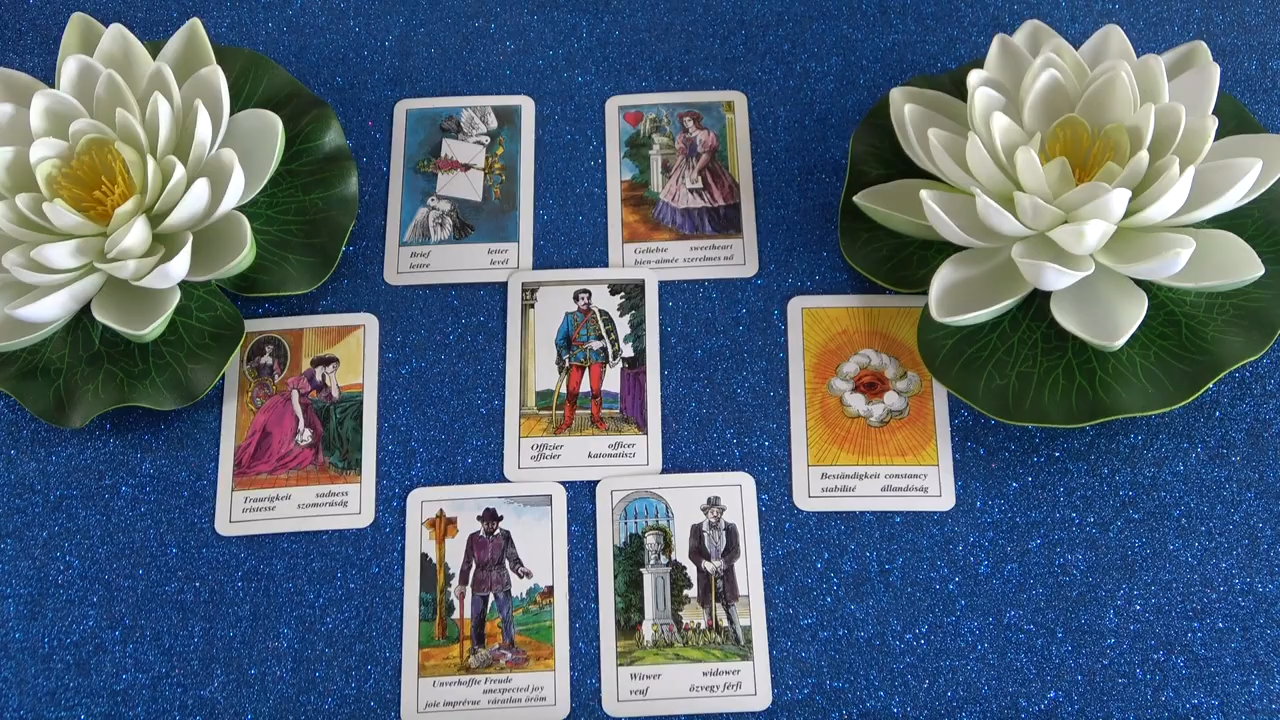 Brief letter
lettre levél
Geliebte sweetheart
bien-aimée szerelmes nő
Traurigkeit sadness
tristesse szomorúság
Offizier officer
officier katonatiszt
Beständigkeit constancy
stabilité állandóság
Unverhoffte Freude
unexpected joy
joie imprévue váratlan öröm
Witwer widower
veuf özvegy férfi